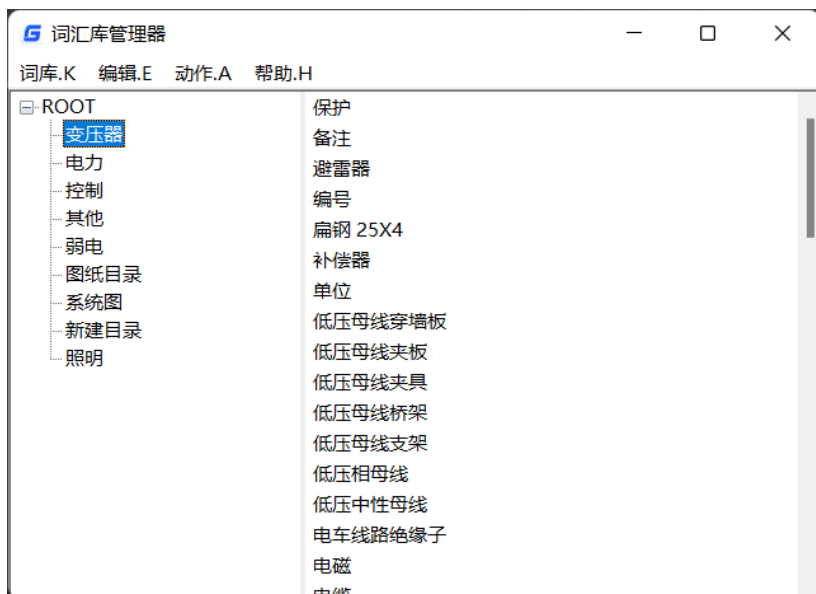 词汇库管理器
词库.K 编辑.E 动作.A 帮助.H
ROOT
变压器
电力
控制
其他
弱电
图纸目录
系统图
新建目录
照明
保护
备注
避雷器
编号
扁钢 25X4
补偿器
单位
低压母线穿墙板
低压母线夹板
低压母线夹具
低压母线桥架
低压母线支架
低压相母线
低压中性母线
电车线路绝缘子
电磁